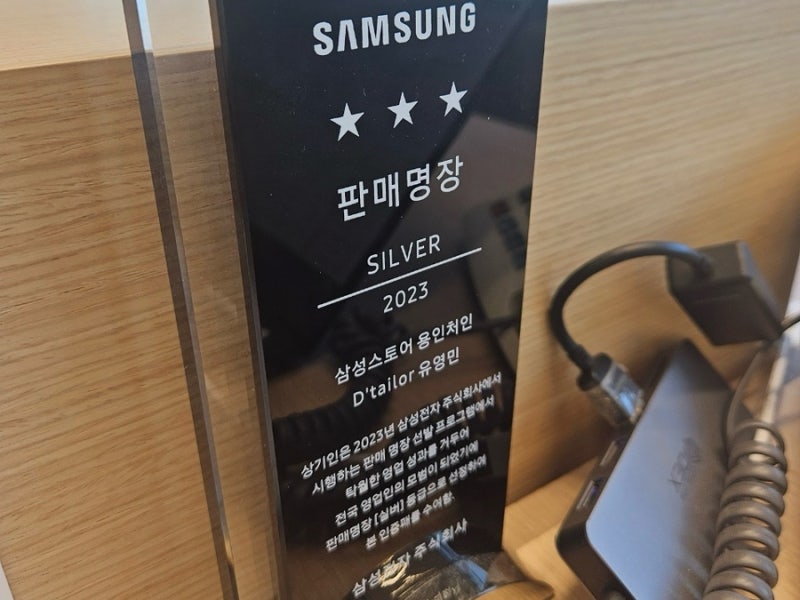 SAMSUNG
★ ★ ★
판매명장
SILVER
2023
삼성스토어 용인처인
D'tailor 유영민
상기인은 2023년 삼성전자 주식회사에서
시행하는 판매 명장 선발 프로그램에서
탁월한 영업 성과를 거두어
전국 영업인의 모범이 되었기에
판매명장 [실버] 등급으로 선정하여
본 인증패를 수여함.
삼성전자 주식회사